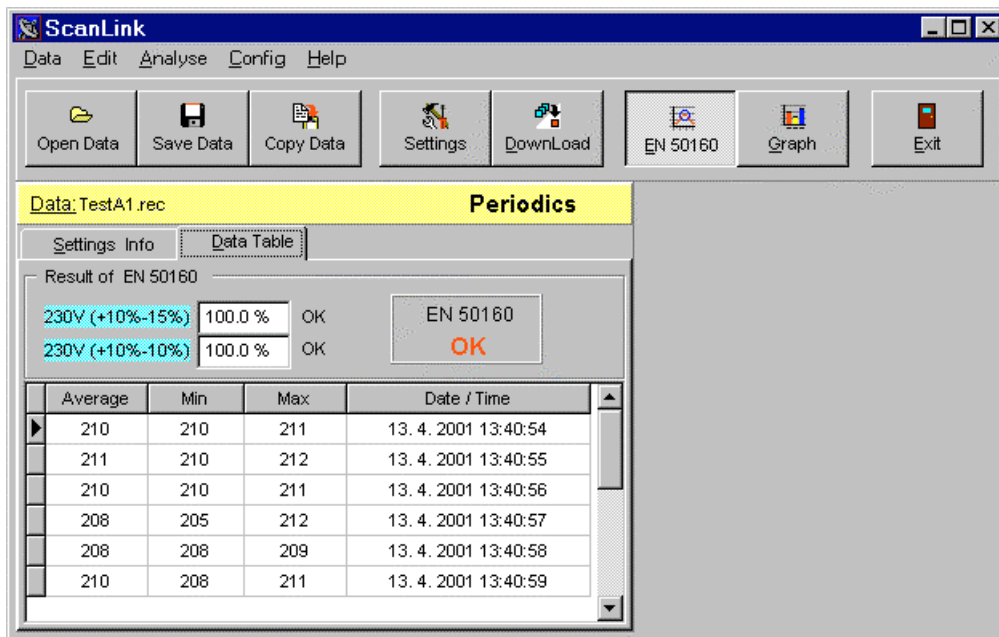 ScanLink
Data Edit Analyse Config Help
Open Data Save Data Copy Data Settings DownLoad EN 50160 Graph Exit
Data: TestA1.rec Periodics
Settings Info Data Table
Result of EN 50160
230V (+10%-15%) 100.0 % OK EN 50160
230V (+10%-10%) 100.0 % OK OK
Average Min Max Date / Time
210 210 211 13. 4. 2001 13:40:54
211 210 212 13. 4. 2001 13:40:55
210 210 211 13. 4. 2001 13:40:56
208 205 212 13. 4. 2001 13:40:57
208 208 209 13. 4. 2001 13:40:58
210 208 211 13. 4. 2001 13:40:59